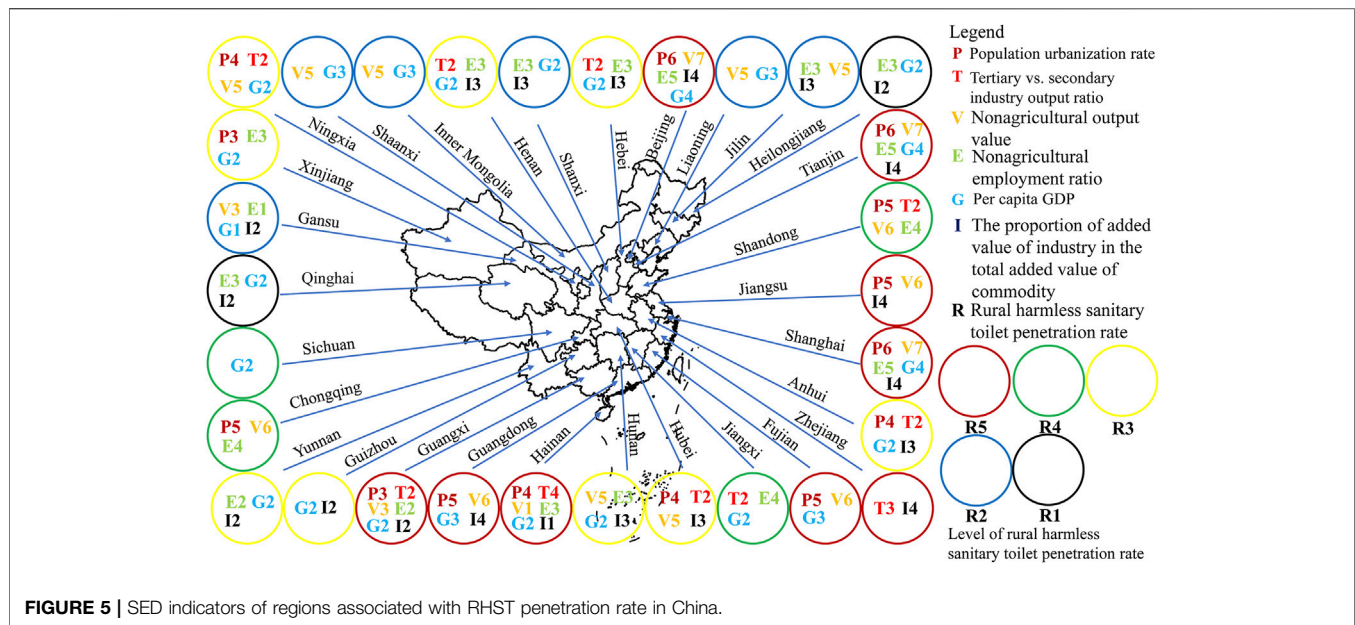 P4 T2
V5 G2
V5 G3
V5 G3
T2 E3
G2 I3
E3 G2
I3
T2 E3
G2 I3
P6 V7
E5 I4
G4
V5 G3
E3 V5
I3
E3 G2
I2
Legend
P Population urbanization rate
T Tertiary vs. secondary
industry output ratio
V Nonagricultural output
value
E Nonagricultural
employment ratio
G Per capita GDP
I The proportion of added
value of industry in the
total added value of
commodity
R Rural harmless sanitary
toilet penetration rate
R5 R4 R3
R2 R1
Level of rural harmless
sanitary toilet penetration rate
P3 E3
G2
V3 E1
G1 I2
E3 G2
I2
G2
P5 V6
E4
Ningxia
Shaanxi
Inner Mongolia
Henan
Shanxi
Hebei
Beijing
Liaoning
Jilin
Heilongjiang
Tianjin
Xinjiang
Gansu
Qinghai
Sichuan
Chongqing
Yunnan
Guizhou
Guangxi
Guangdong
Hainan
Hunan
Hubei
Jiangxi
Fujian
Zhejiang
Anhui
Shanghai
Jiangsu
Shandong
P6 V7
E5 G4
I4
P5 T2
V6 E4
P5 V6
I4
P6 V7
E5 G4
I4
P4 T2
G2 I3
E2 G2
I2
G2 I2
P3 T2
V3 E2
G2 I2
P5 V6
G3 I4
P4 T4
V1 E3
G2 I1
V5 E3
G2 I3
P4 T2
V5 I3
T2 E4
G2
P5 V6
G3
T3 I4
FIGURE 5 | SED indicators of regions associated with RHST penetration rate in China.